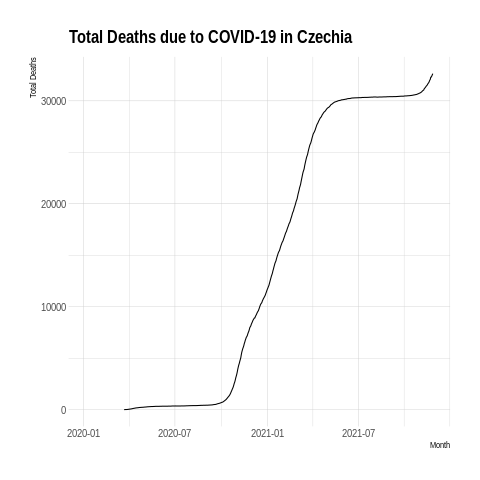 Total Deaths due to COVID-19 in Czechia
Total Deaths
30000
20000
10000
0
2020-01 2020-07 2021-01 2021-07
Month